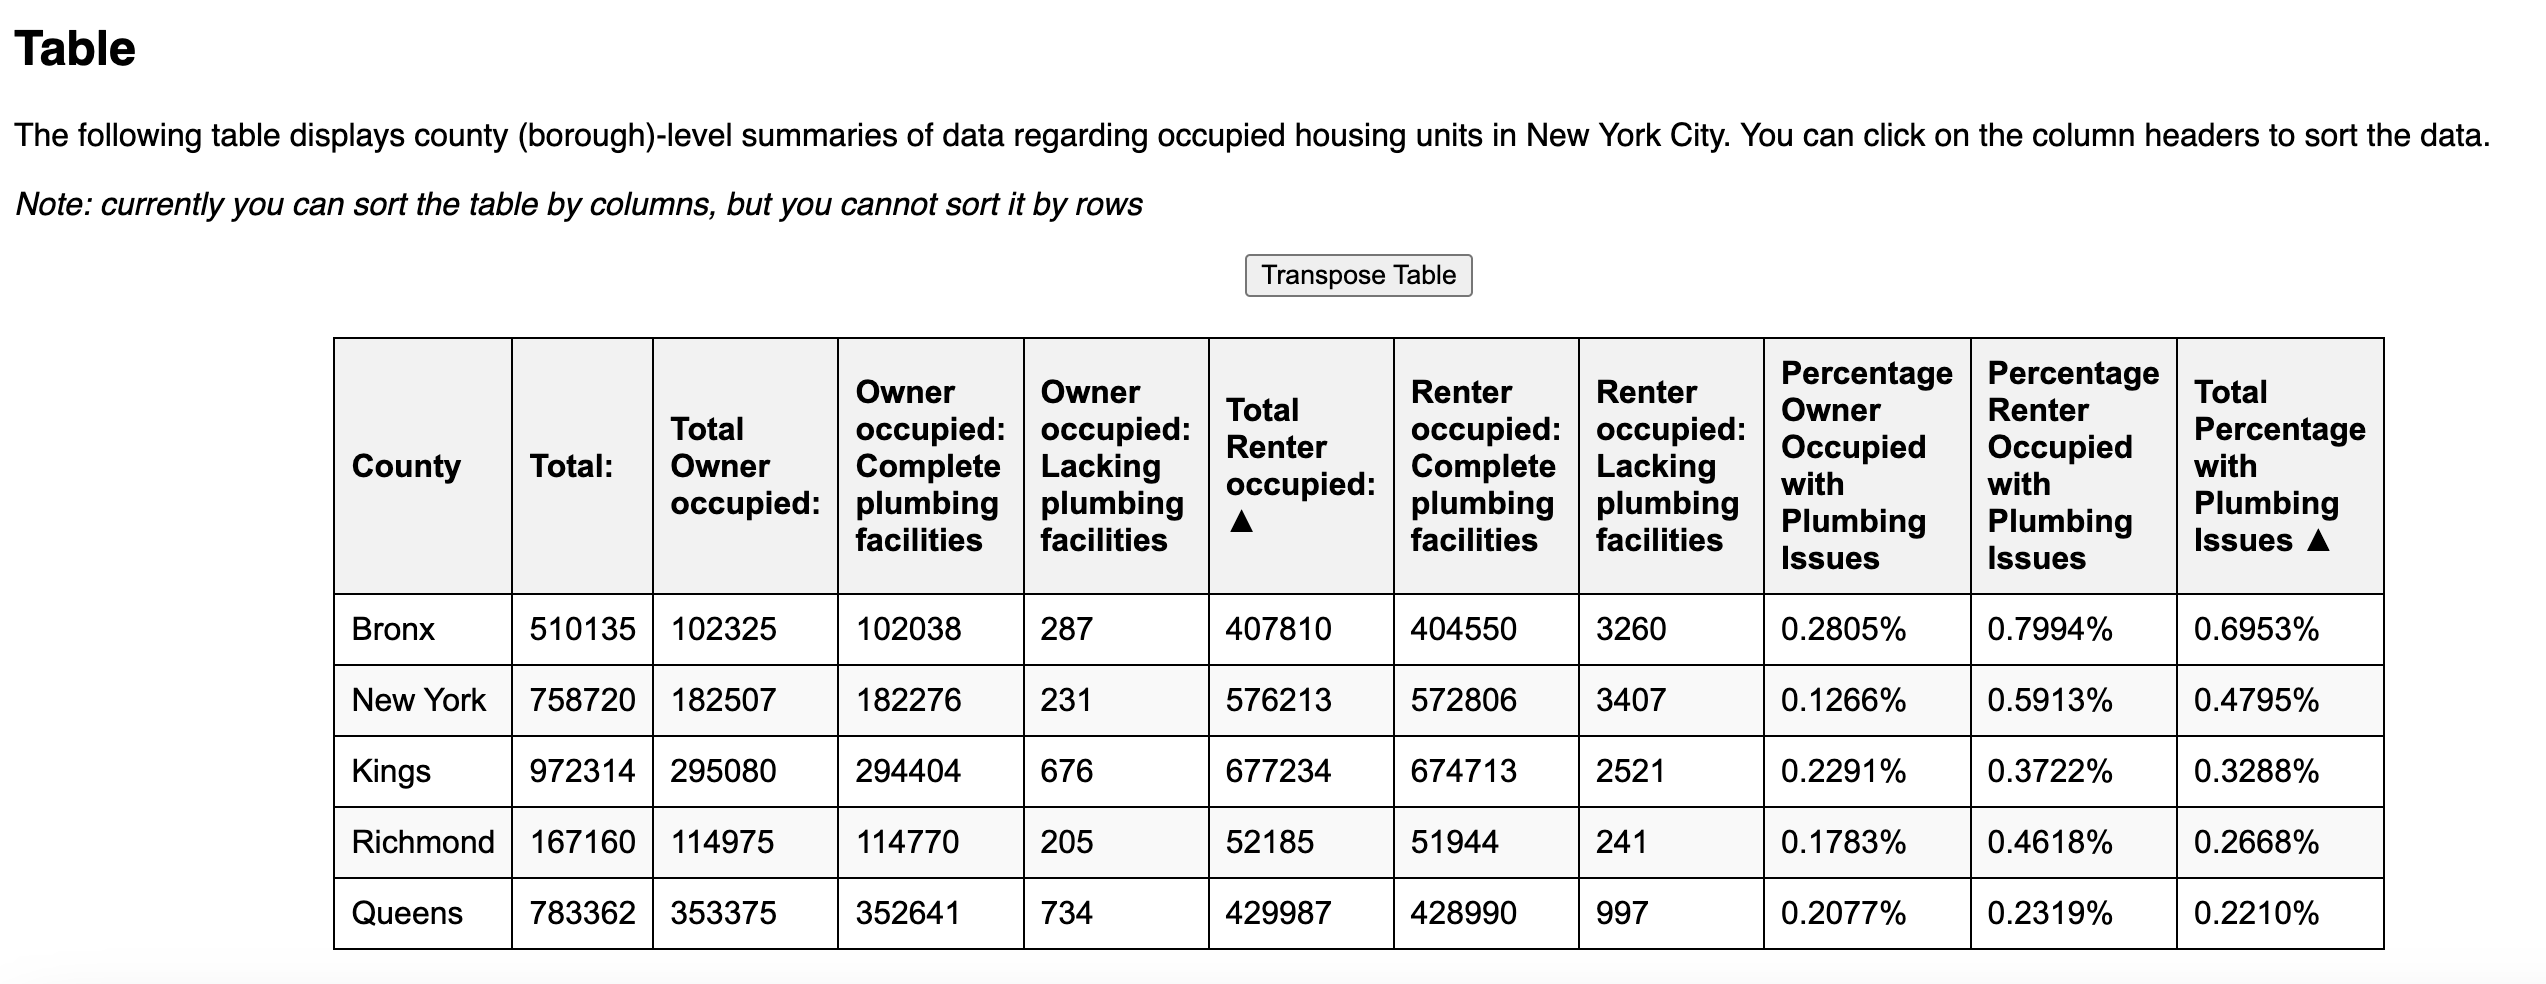 Table
The following table displays county (borough)-level summaries of data regarding occupied housing units in New York City. You can click on the column headers to sort the data.
Note: currently you can sort the table by columns, but you cannot sort it by rows
Transpose Table
County Total: Total Owner occupied: Owner occupied: Complete plumbing facilities Owner occupied: Lacking plumbing facilities Total Renter occupied: ▲ Renter occupied: Complete plumbing facilities Renter occupied: Lacking plumbing facilities Percentage Owner Occupied with Plumbing Issues Percentage Renter Occupied with Plumbing Issues Total Percentage with Plumbing Issues ▲
Bronx 510135 102325 102038 287 407810 404550 3260 0.2805% 0.7994% 0.6953%
New York 758720 182507 182276 231 576213 572806 3407 0.1266% 0.5913% 0.4795%
Kings 972314 295080 294404 676 677234 674713 2521 0.2291% 0.3722% 0.3288%
Richmond 167160 114975 114770 205 52185 51944 241 0.1783% 0.4618% 0.2668%
Queens 783362 353375 352641 734 429987 428990 997 0.2077% 0.2319% 0.2210%